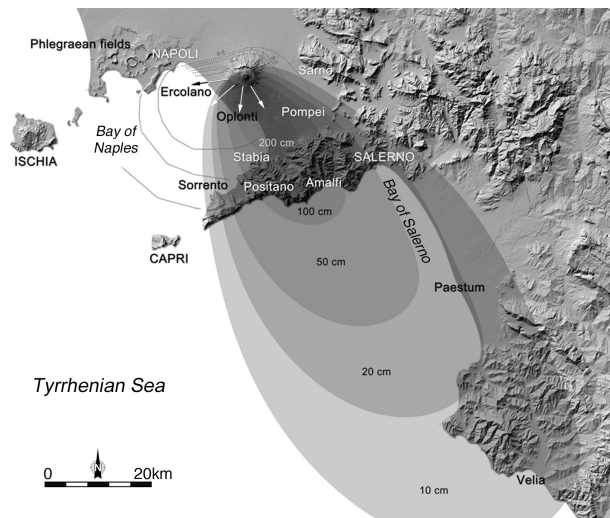 Phlegraean fields
NAPOLI
Ercolano
Sarno
Oplonti
Pompei
Bay of
Naples
ISCHIA
200 cm
Stabia
SALERNO
Sorrento
Positano
Amalfi
100 cm
Bay of Salerno
CAPRI
50 cm
Paestum
20 cm
Tyrrhenian Sea
N
0
20km
10 cm
Velia